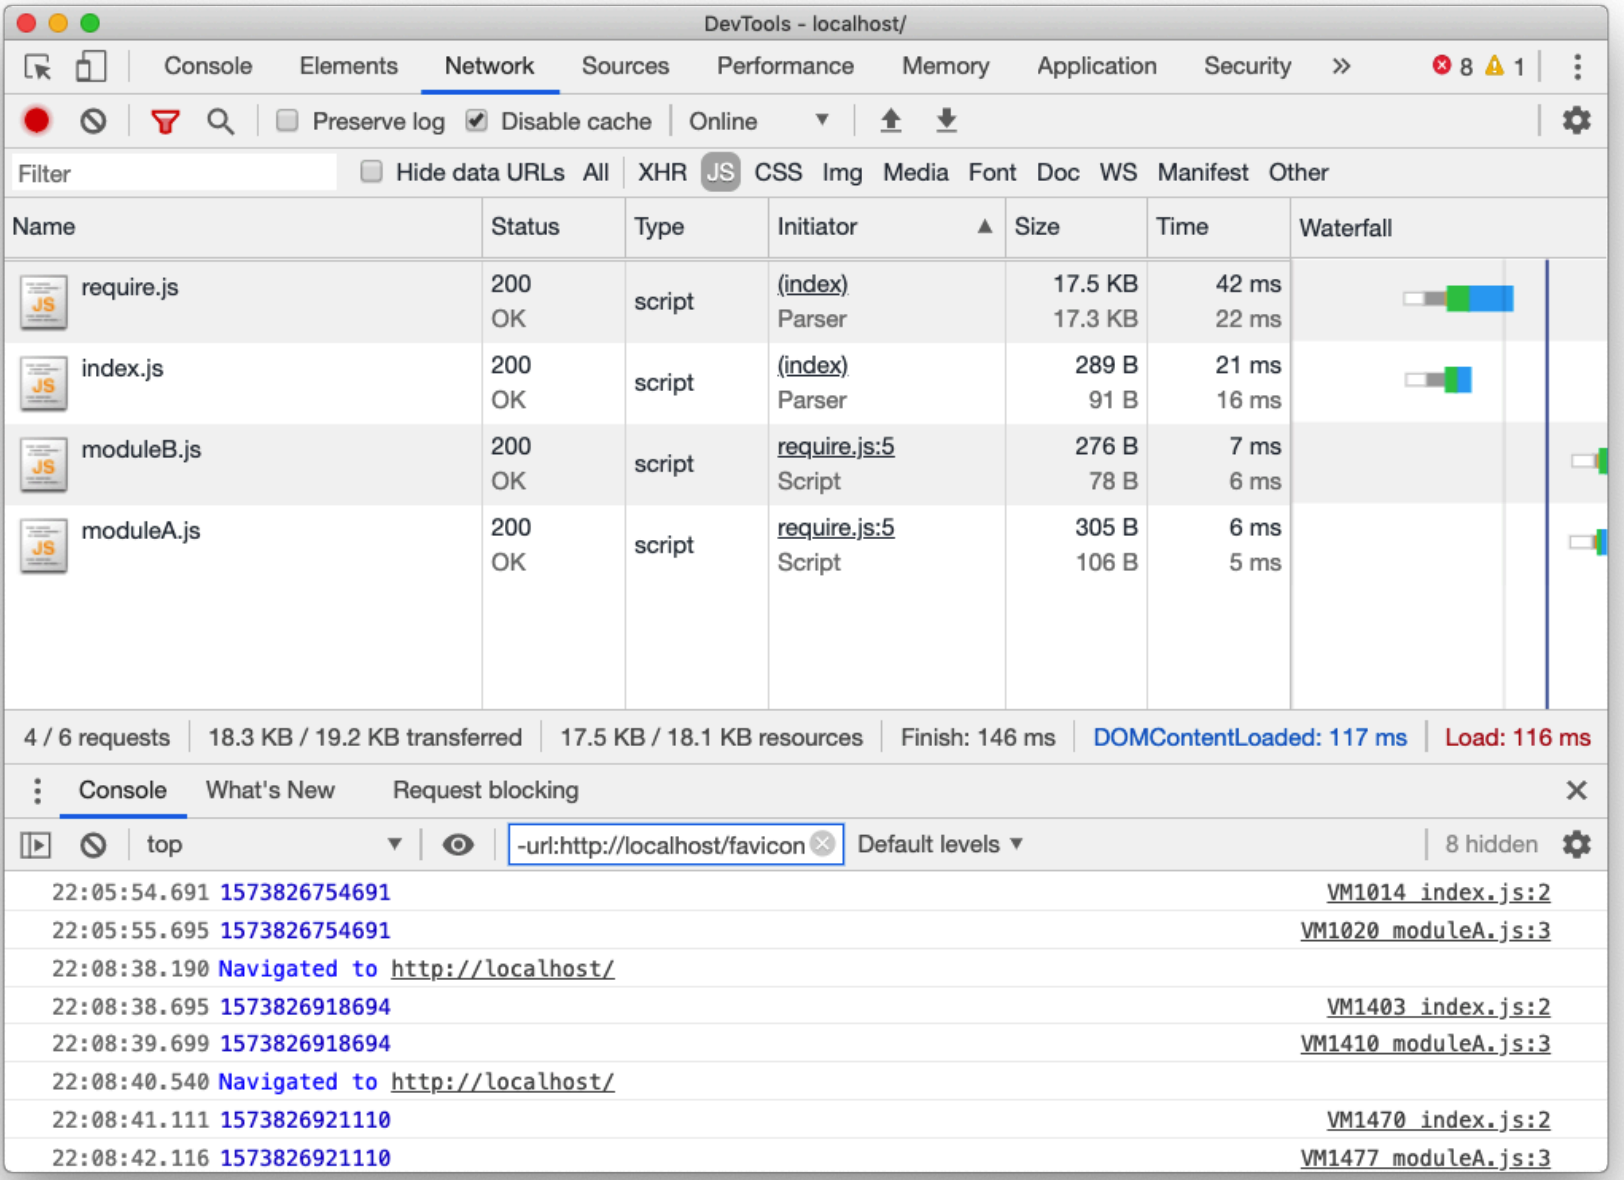 DevTools - localhost/
Console Elements Network Sources Performance Memory Application Security » 8 1
Preserve log Disable cache Online
Filter Hide data URLs All XHR JS CSS Img Media Font Doc WS Manifest Other
Name Status Type Initiator Size Time Waterfall
require.js 200 OK script (index) Parser 17.5 KB 17.3 KB 42 ms 22 ms
index.js 200 OK script (index) Parser 289 B 91 B 21 ms 16 ms
moduleB.js 200 OK script require.js:5 Script 276 B 78 B 7 ms 6 ms
moduleA.js 200 OK script require.js:5 Script 305 B 106 B 6 ms 5 ms
4 / 6 requests 18.3 KB / 19.2 KB transferred 17.5 KB / 18.1 KB resources Finish: 146 ms DOMContentLoaded: 117 ms Load: 116 ms
Console What's New Request blocking
top -url:http://localhost/favicon Default levels 8 hidden
22:05:54.691 1573826754691 VM1014 index.js:2
22:05:55.695 1573826754691 VM1020 moduleA.js:3
22:08:38.190 Navigated to http://localhost/
22:08:38.695 1573826918694 VM1403 index.js:2
22:08:39.699 1573826918694 VM1410 moduleA.js:3
22:08:40.540 Navigated to http://localhost/
22:08:41.111 1573826921110 VM1470 index.js:2
22:08:42.116 1573826921110 VM1477 moduleA.js:3